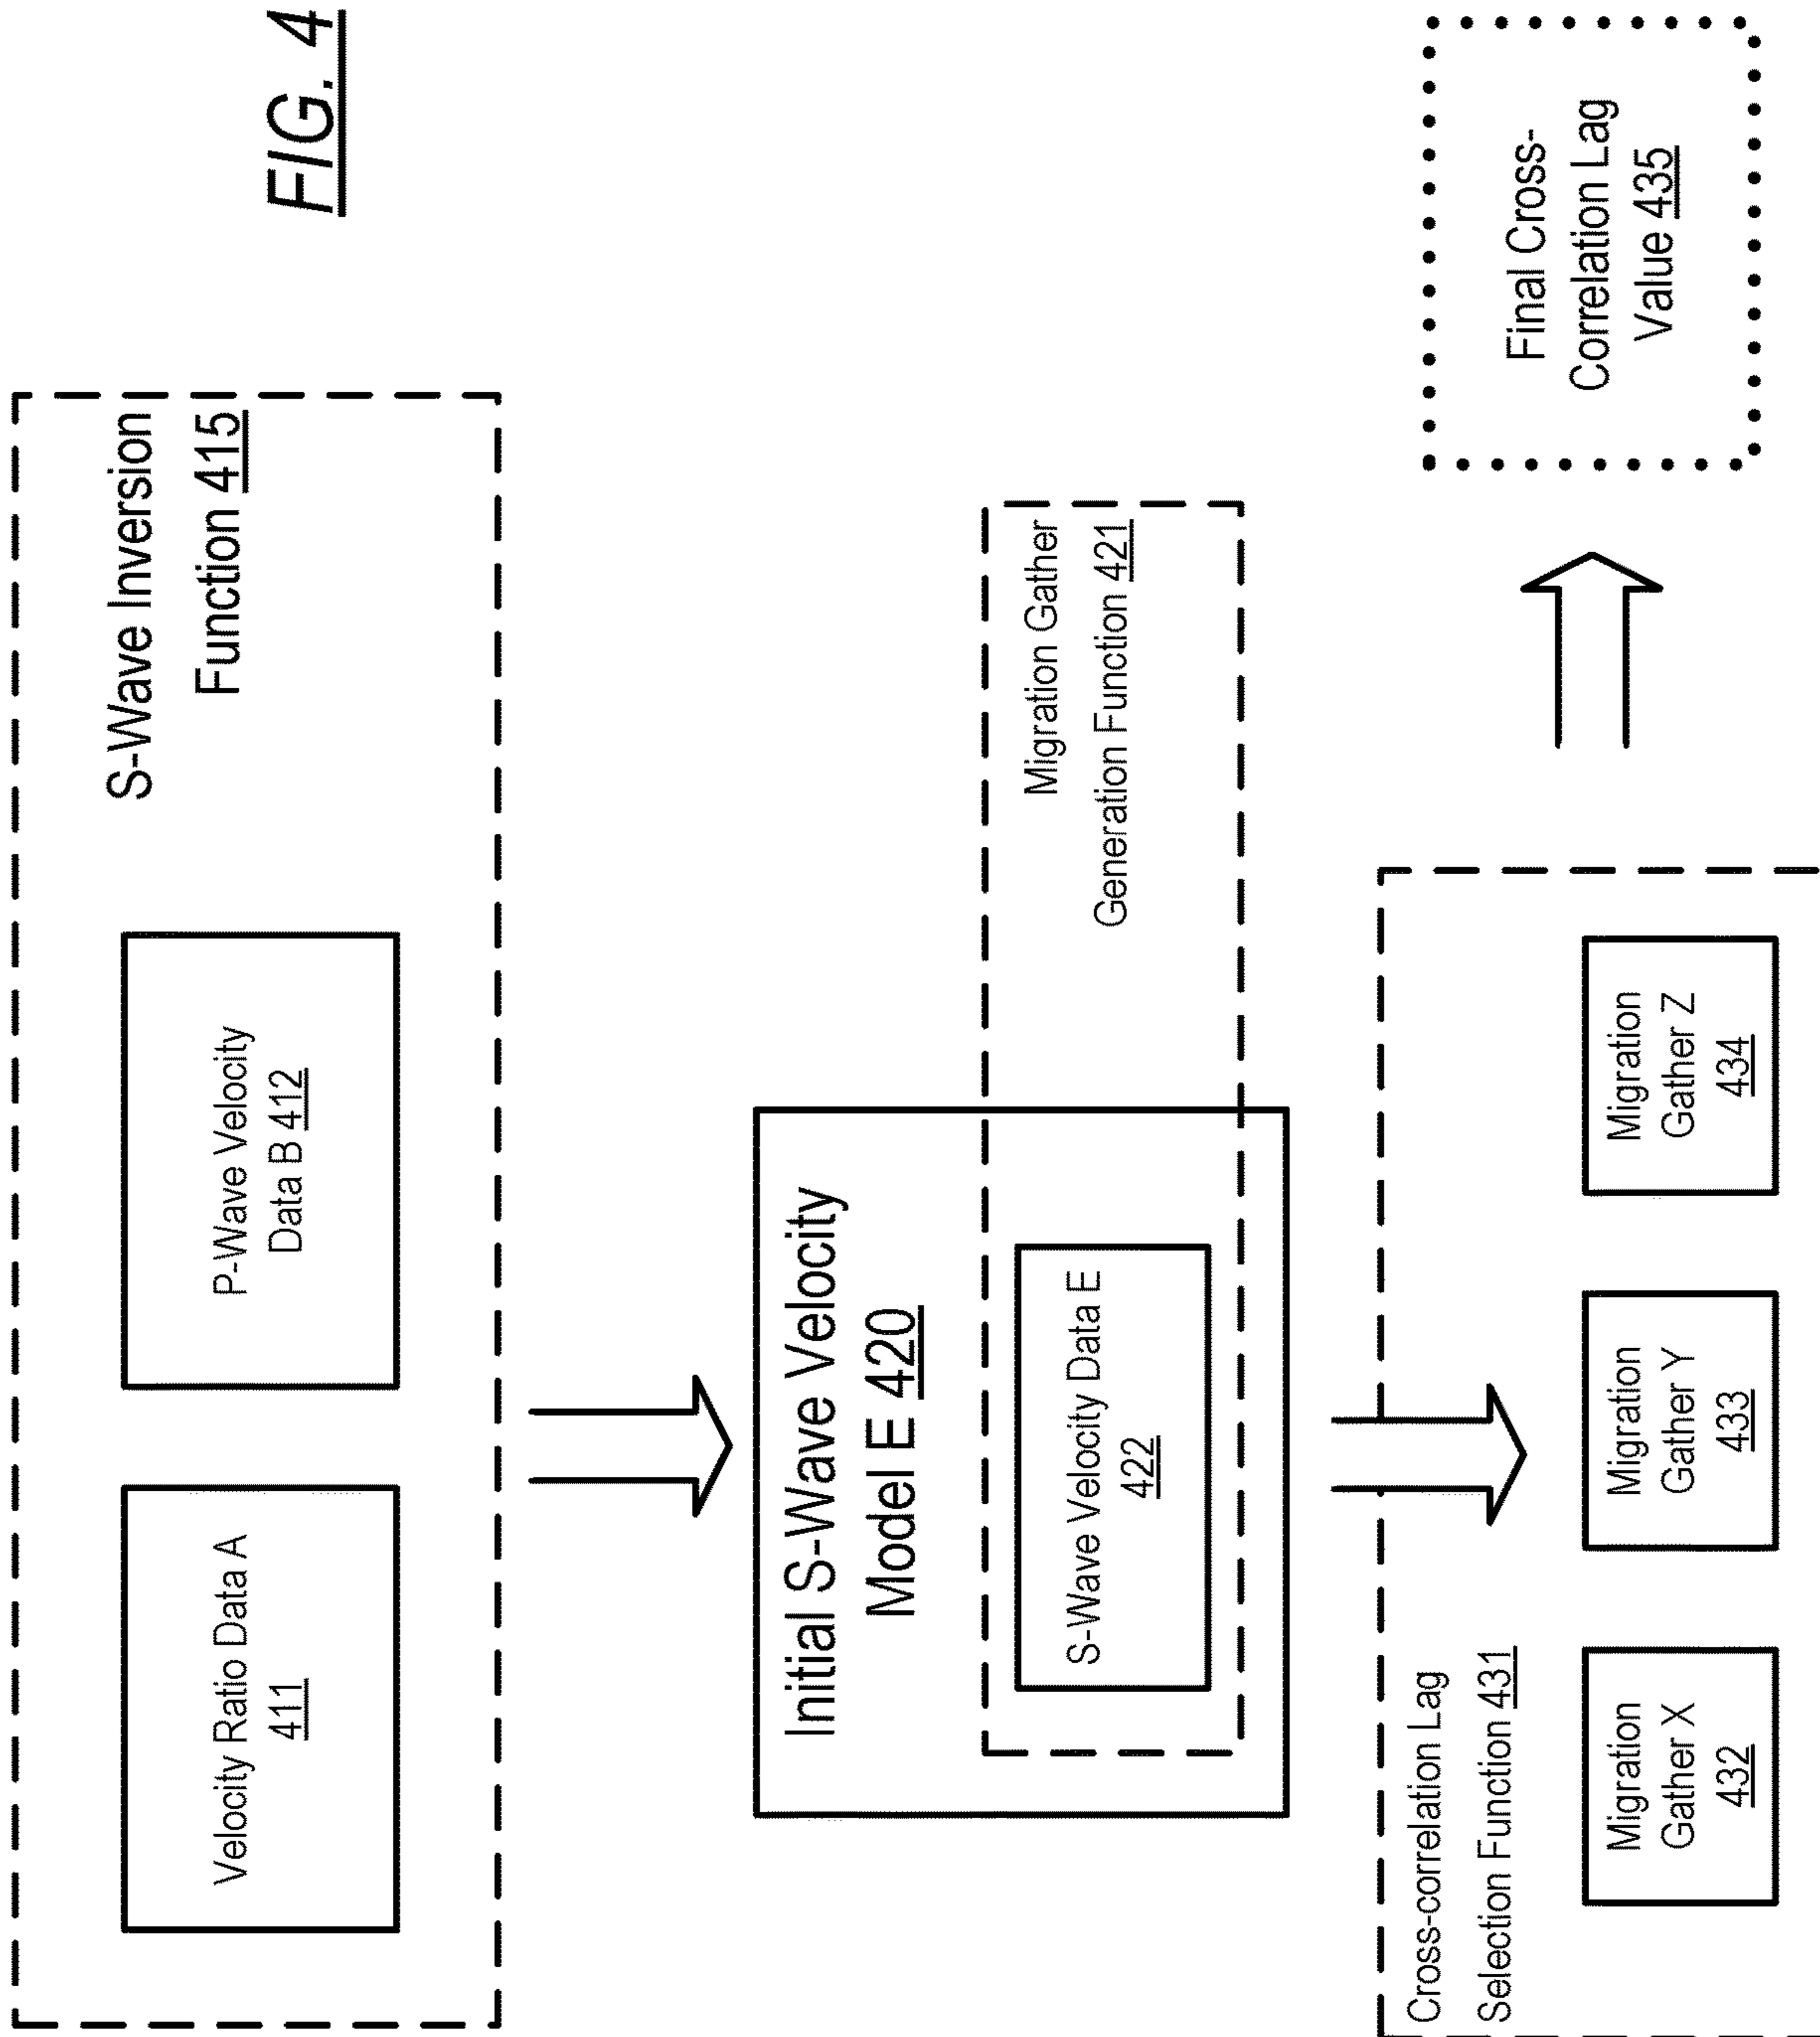 FIG. 4
S-Wave Inversion
Function 415
Velocity Ratio Data A
411
P-Wave Velocity
Data B 412
Initial S-Wave Velocity
Model E 420
S-Wave Velocity Data E
422
Migration Gather
Generation Function 421
Cross-correlation Lag
Selection Function 431
Migration
Gather X
432
Migration
Gather Y
433
Migration
Gather Z
434
Final Cross-
Correlation Lag
Value 435